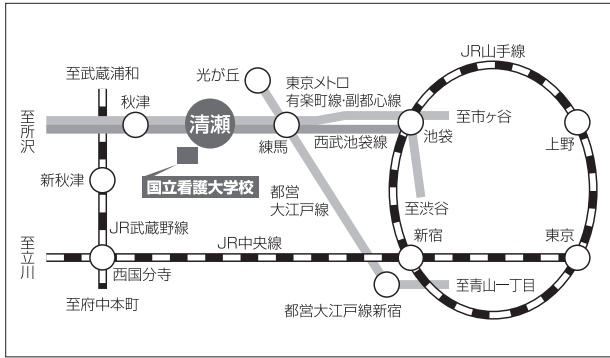 JR山手線
至武蔵浦和
光が丘
東京メトロ
有楽町線・副都心線
至所沢
秋津
清瀬
練馬
西武池袋線
至市ヶ谷
池袋
上野
国立看護大学校
新秋津
都営
大江戸線
至渋谷
JR武蔵野線
JR中央線
新宿
東京
至立川
西国分寺
至府中本町
都営大江戸線新宿
至青山一丁目